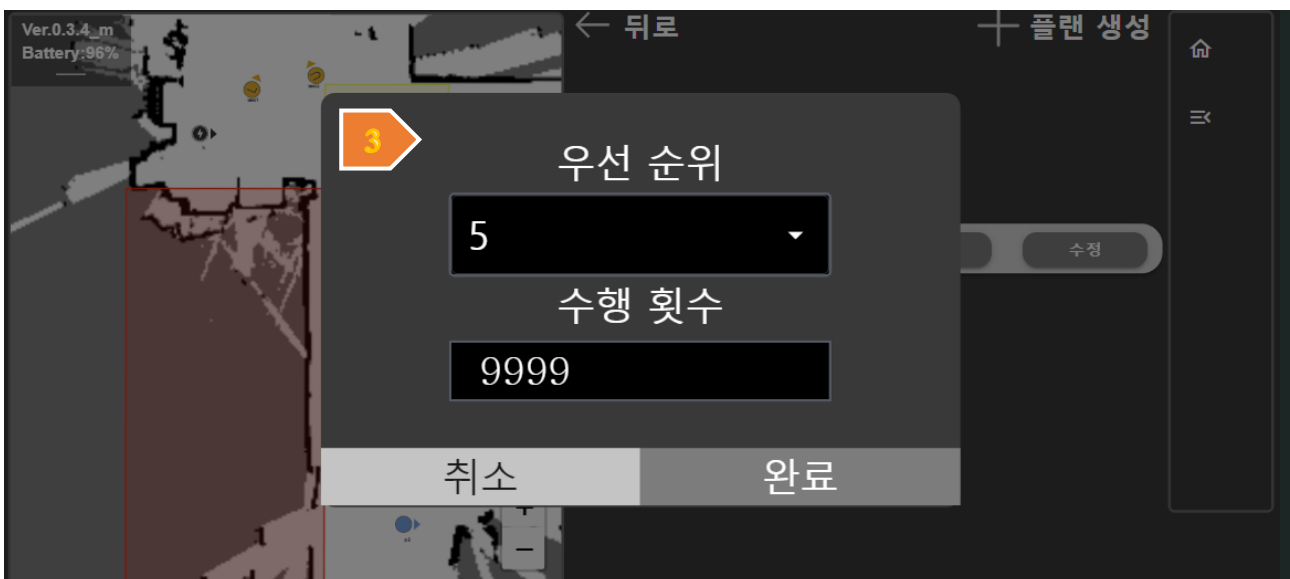 Ver.0.3.4_m
Battery:96%
뒤로
플랜 생성
3
우선 순위
5
수행 횟수
9999
수정
취소
완료